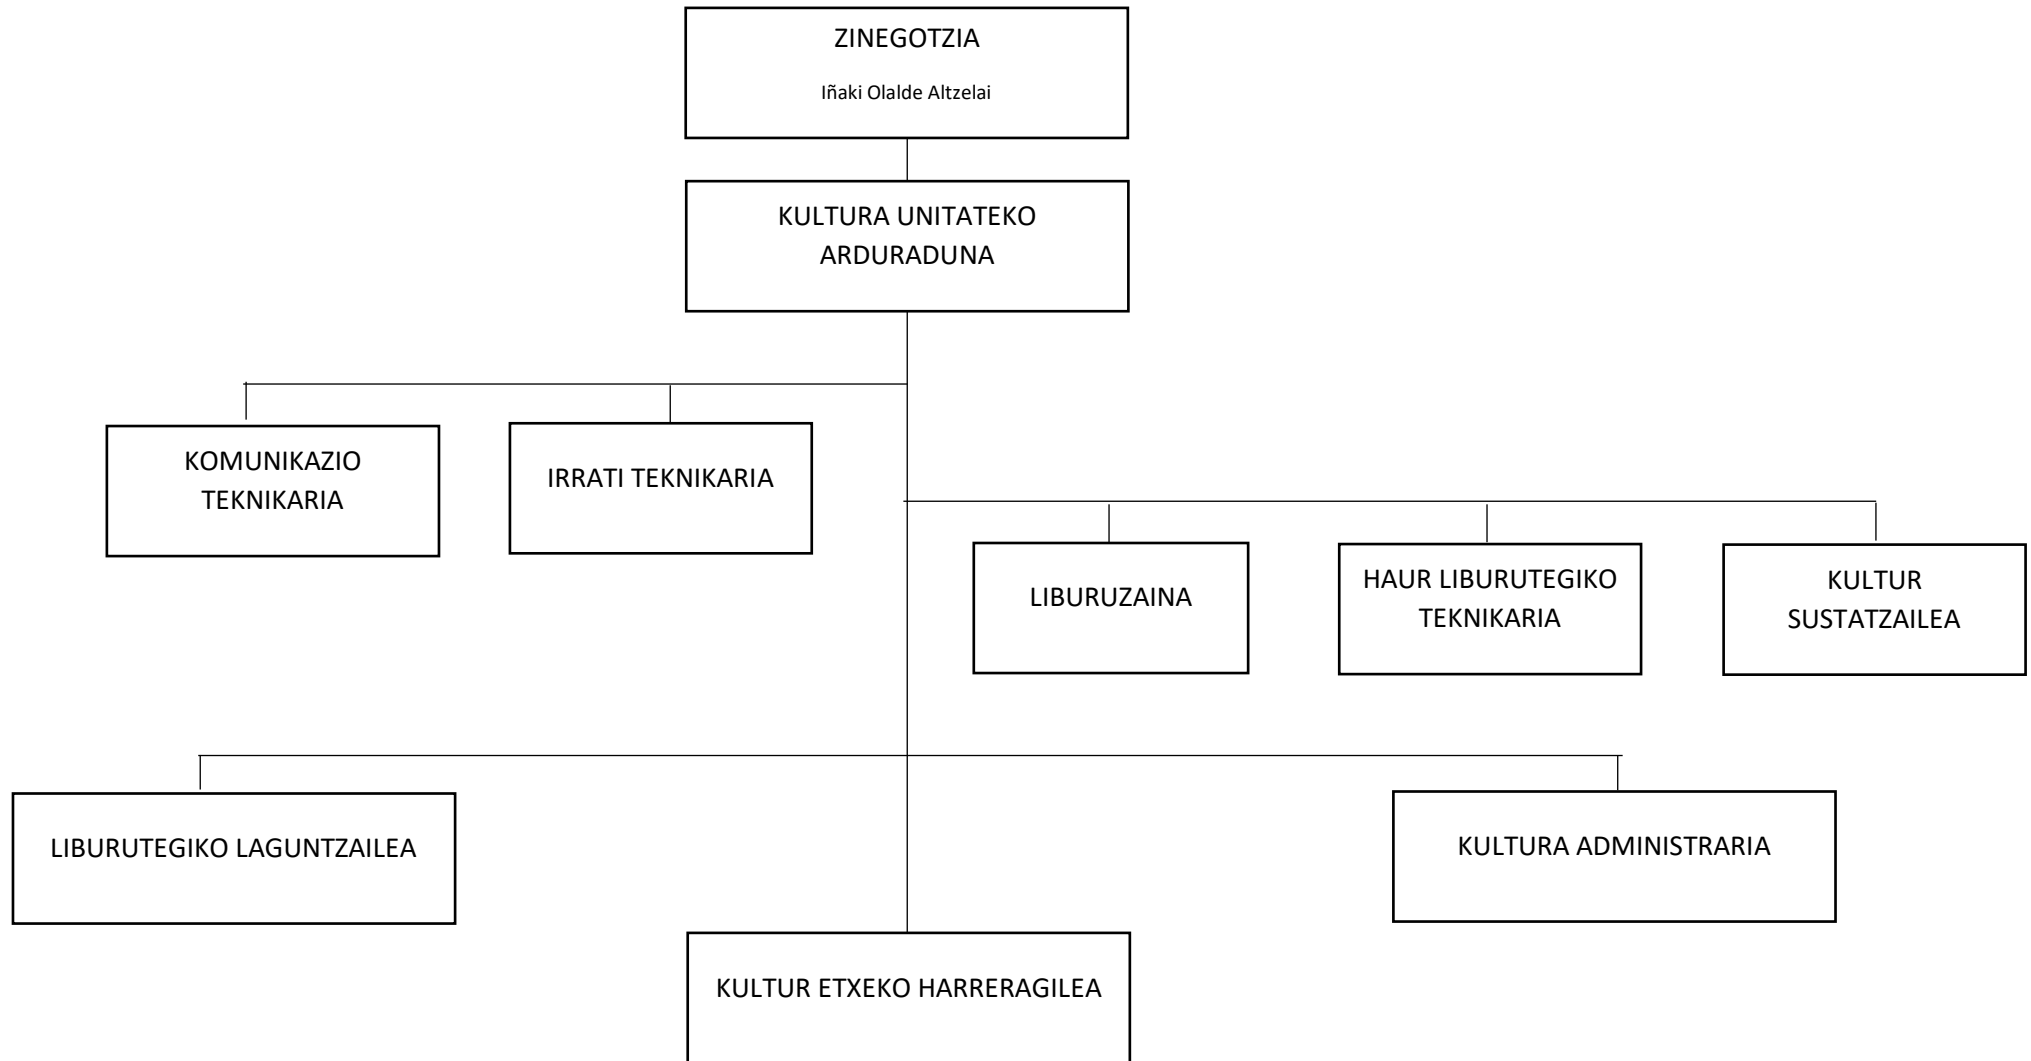 ZINEGOTZIA
Iñaki Olalde Altzelai
KULTURA UNITATEKO
ARDURADUNA
KOMUNIKAZIO
TEKNIKARIA
IRRATI TEKNIKARIA
LIBURUZAINA
HAUR LIBURUTEGIKO
TEKNIKARIA
KULTUR
SUSTATZAILEA
LIBURUTEGIKO LAGUNTZAILEA
KULTURA ADMINISTRARIA
KULTUR ETXEKO HARRERAGILEA